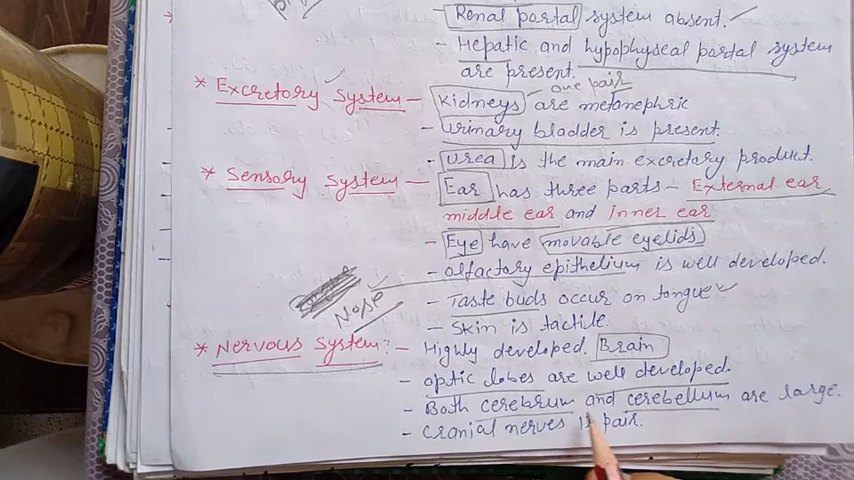 - Renal portal system absent.
- Hepatic and hypophyseal portal system
are present.
one pair
* Excretory System - Kidneys are metanephric
- Urinary bladder is present.
- Urea is the main excretory product.
* Sensory System - Ear has three parts - External ear,
middle ear and inner ear
- Eye have movable eyelids
- olfactory epithelium is well developed.
Nose
- Taste buds occur on tongue
- Skin is tactile.
* Nervous System:- Highly developed. Brain
- optic lobes are well developed.
- Both cerebrum and cerebellum are large.
- Cranial nerves pair.